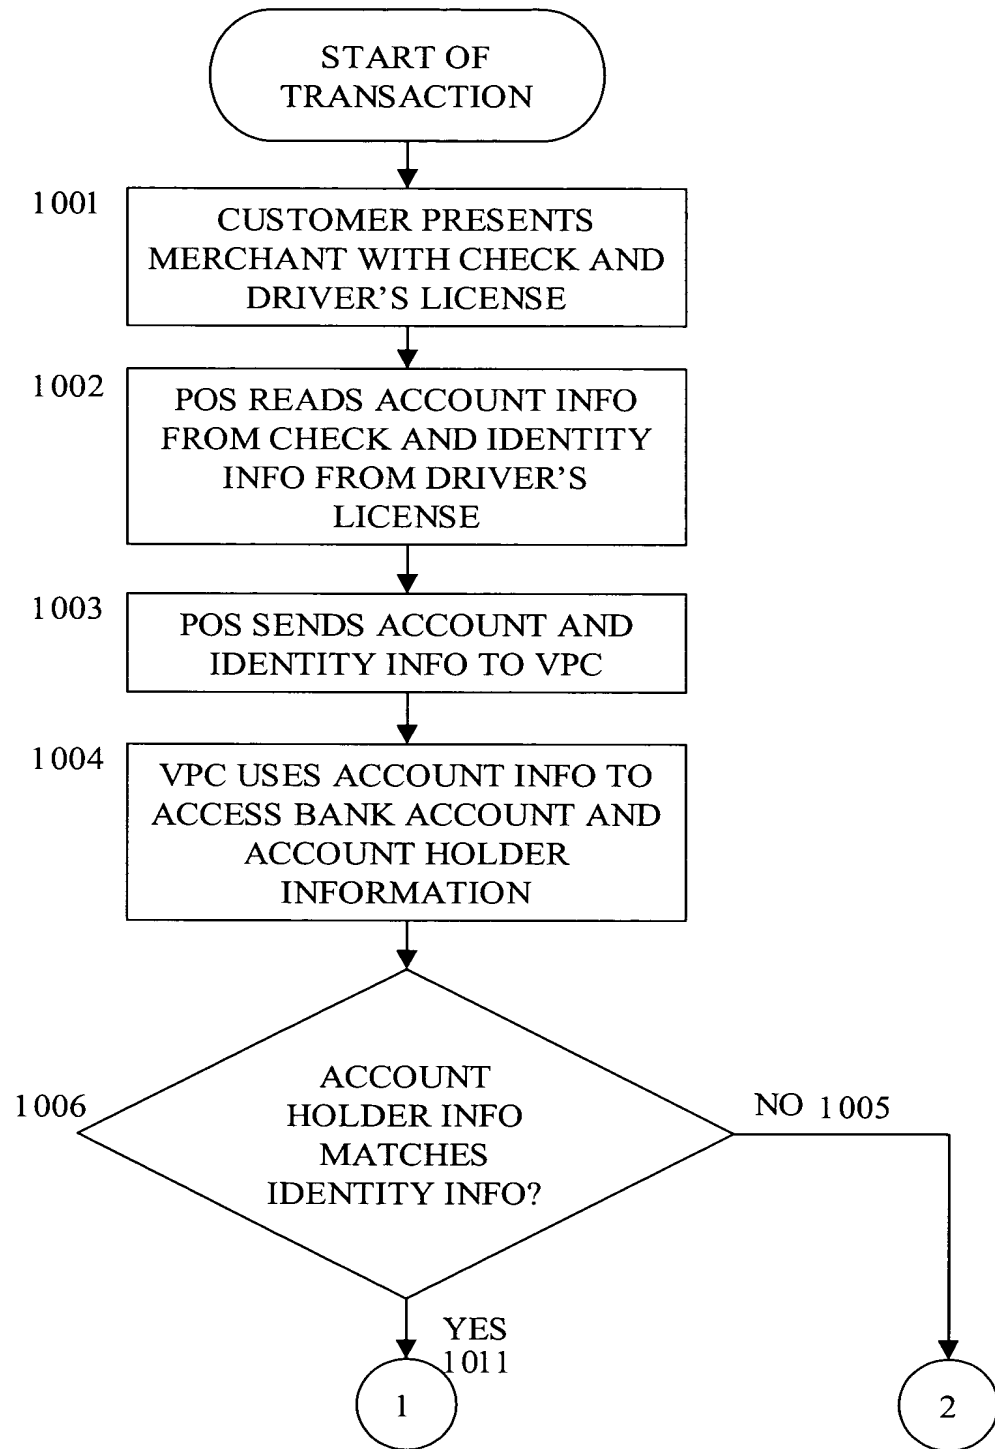 START OF
TRANSACTION
1001
CUSTOMER PRESENTS
MERCHANT WITH CHECK AND
DRIVER'S LICENSE
1002
POS READS ACCOUNT INFO
FROM CHECK AND IDENTITY
INFO FROM DRIVER'S
LICENSE
1003
POS SENDS ACCOUNT AND
IDENTITY INFO TO VPC
1004
VPC USES ACCOUNT INFO TO
ACCESS BANK ACCOUNT AND
ACCOUNT HOLDER
INFORMATION
1006
ACCOUNT
HOLDER INFO
MATCHES
IDENTITY INFO?
NO 1005
YES
1011
1
2